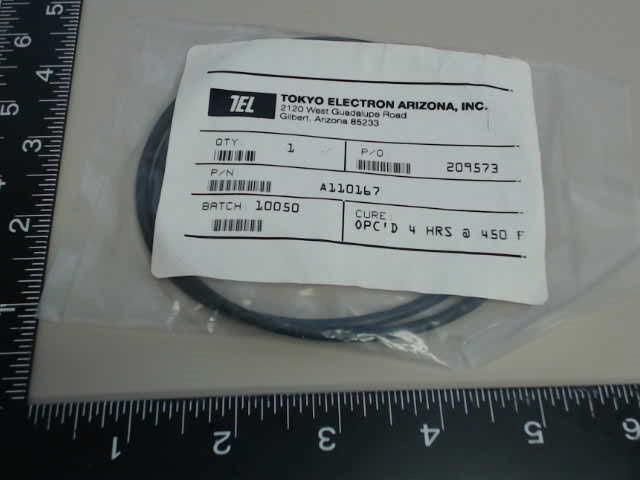 TEL
TOKYO ELECTRON ARIZONA, INC.
2120 West Guadalupe Road
Gilbert, Arizona 85233
QTY 1
P/O 209573
P/N A110167
BATCH 10050
CURE
OPC'D 4 HRS @ 450 F
1 2 3 4 5 6
1 2 3 4 5
5 6